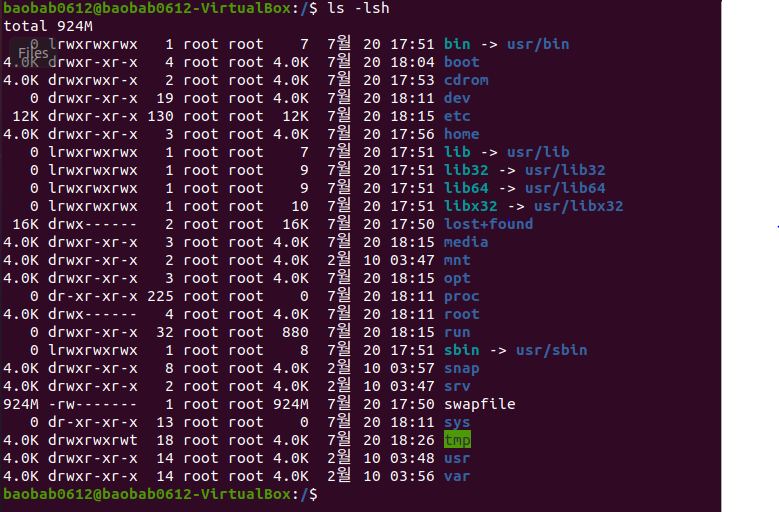 baobab0612@baobab0612-VirtualBox:/$ ls -lsh
total 924M
0 lrwxrwxrwx 1 root root 7 7월 20 17:51 bin -> usr/bin
Files
4.0K drwxr-xr-x 4 root root 4.0K 7월 20 18:04 boot
4.0K drwxrwxr-x 2 root root 4.0K 7월 20 17:53 cdrom
0 drwxr-xr-x 19 root root 4.0K 7월 20 18:11 dev
12K drwxr-xr-x 130 root root 12K 7월 20 18:15 etc
4.0K drwxr-xr-x 3 root root 4.0K 7월 20 17:56 home
0 lrwxrwxrwx 1 root root 7 7월 20 17:51 lib -> usr/lib
0 lrwxrwxrwx 1 root root 9 7월 20 17:51 lib32 -> usr/lib32
0 lrwxrwxrwx 1 root root 9 7월 20 17:51 lib64 -> usr/lib64
0 lrwxrwxrwx 1 root root 10 7월 20 17:51 libx32 -> usr/libx32
16K drwx------ 2 root root 16K 7월 20 17:50 lost+found
4.0K drwxr-xr-x 3 root root 4.0K 7월 20 18:15 media
4.0K drwxr-xr-x 2 root root 4.0K 2월 10 03:47 mnt
4.0K drwxr-xr-x 3 root root 4.0K 7월 20 18:15 opt
0 dr-xr-xr-x 225 root root 0 7월 20 18:11 proc
4.0K drwx------ 4 root root 4.0K 7월 20 18:11 root
0 drwxr-xr-x 32 root root 880 7월 20 18:15 run
0 lrwxrwxrwx 1 root root 8 7월 20 17:51 sbin -> usr/sbin
4.0K drwxr-xr-x 8 root root 4.0K 2월 10 03:57 snap
4.0K drwxr-xr-x 2 root root 4.0K 2월 10 03:47 srv
924M -rw------- 1 root root 924M 7월 20 17:50 swapfile
0 dr-xr-xr-x 13 root root 0 7월 20 18:11 sys
4.0K drwxrwxrwt 18 root root 4.0K 7월 20 18:26 tmp
4.0K drwxr-xr-x 14 root root 4.0K 2월 10 03:48 usr
4.0K drwxr-xr-x 14 root root 4.0K 2월 10 03:56 var
baobab0612@baobab0612-VirtualBox:/$